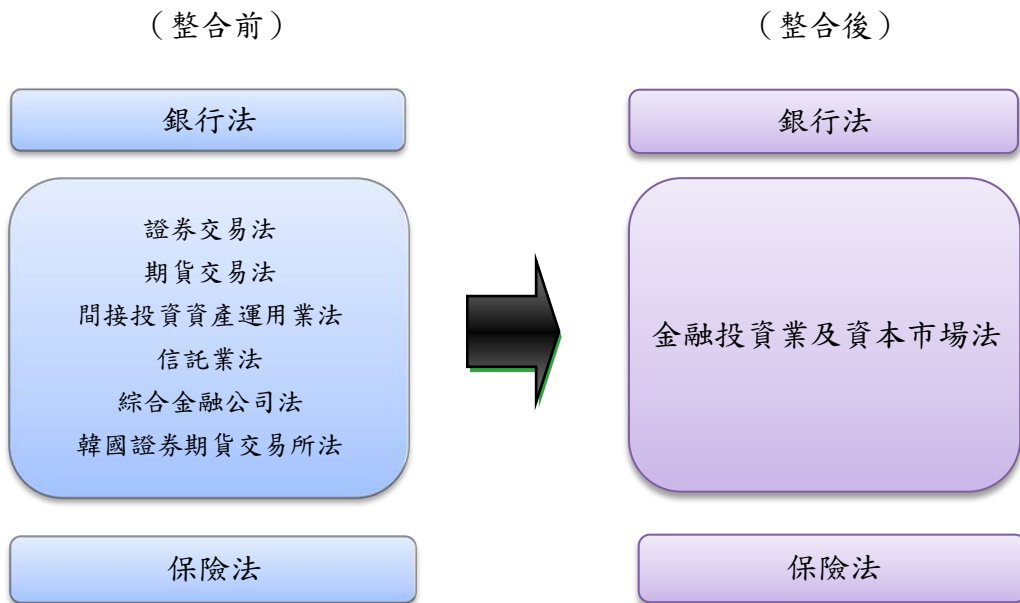 （整合前）
銀行法
證券交易法
期貨交易法
間接投資資產運用業法
信託業法
綜合金融公司法
韓國證券期貨交易所法
保險法
（整合後）
銀行法
金融投資業及資本市場法
保險法